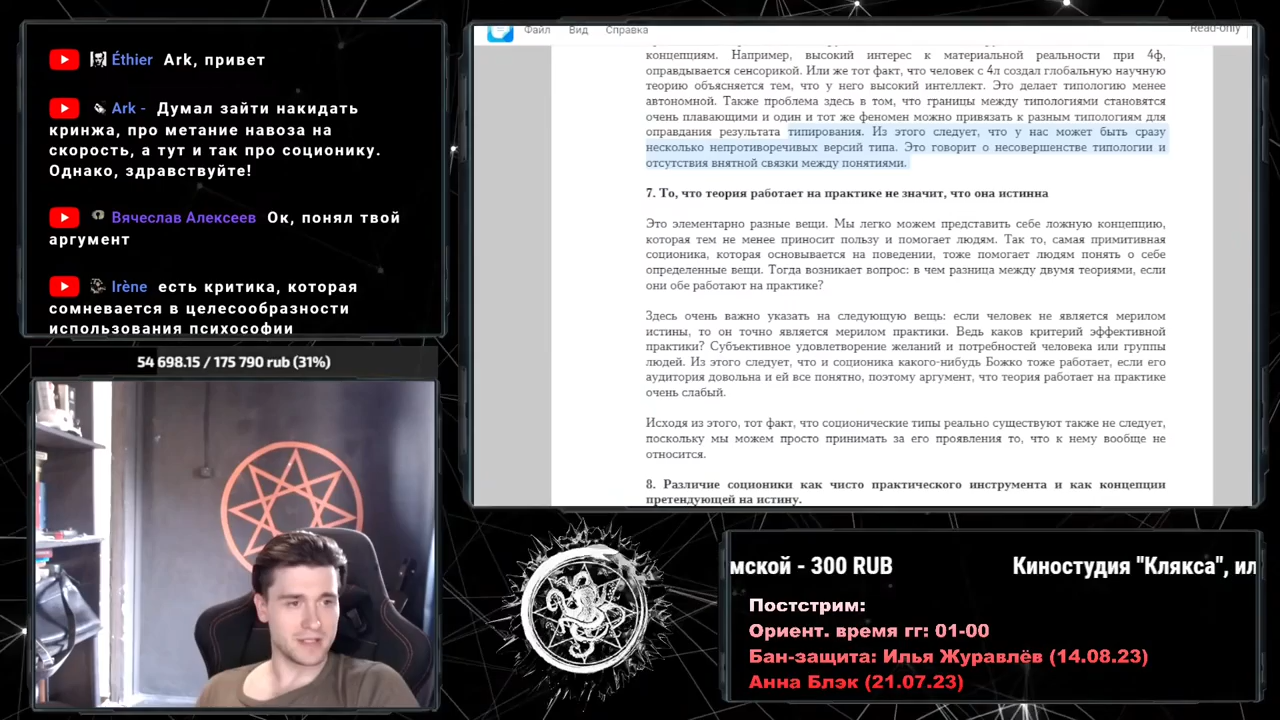 Éthier Ark, привет
Ark - Думал зайти накидать
кринжа, про метание навоза на
скорость, а тут и так про соционику.
Однако, здравствуйте!
Вячеслав Алексеев Ок, понял твой
аргумент
Irène есть критика, которая
сомневается в целесообразности
использования психософии
54 698.15 / 175 790 rub (31%)
Файл Вид Справка
Read-only
концепциям. Например, высокий интерес к материальной реальности при 4ф,
оправдывается сенсорикой. Или же тот факт, что человек с 4л создал глобальную научную
теорию объясняется тем, что у него высокий интеллект. Это делает типологию менее
автономной. Также проблема здесь в том, что границы между типологиями становятся
очень плавающими и один и тот же феномен можно привязать к разным типологиям для
оправдания результата типирования. Из этого следует, что у нас может быть сразу
несколько непротиворечивых версий типа. Это говорит о несовершенстве типологии и
отсутствия внятной связки между понятиями.
7. То, что теория работает на практике не значит, что она истинна
Это элементарно разные вещи. Мы легко можем представить себе ложную концепцию,
которая тем не менее приносит пользу и помогает людям. Так то, самая примитивная
соционика, которая основывается на поведении, тоже помогает людям понять о себе
определенные вещи. Тогда возникает вопрос: в чем разница между двумя теориями, если
они обе работают на практике?
Здесь очень важно указать на следующую вещь: если человек не является мерилом
истины, то он точно является мерилом практики. Ведь каков критерий эффективной
практики? Субъективное удовлетворение желаний и потребностей человека или группы
людей. Из этого следует, что и соционика какого-нибудь Божко тоже работает, если его
аудитория довольна и ей все понятно, поэтому аргумент, что теория работает на практике
очень слабый.
Исходя из этого, тот факт, что соционические типы реально существуют также не следует,
поскольку мы можем просто принимать за его проявления то, что к нему вообще не
относится.
8. Различие соционики как чисто практического инструмента и как концепции
претендующей на истину.
мской - 300 RUB Киностудия "Клякса", ил
Постстрим:
Ориент. время гг: 01-00
Бан-защита: Илья Журавлёв (14.08.23)
Анна Блэк (21.07.23)